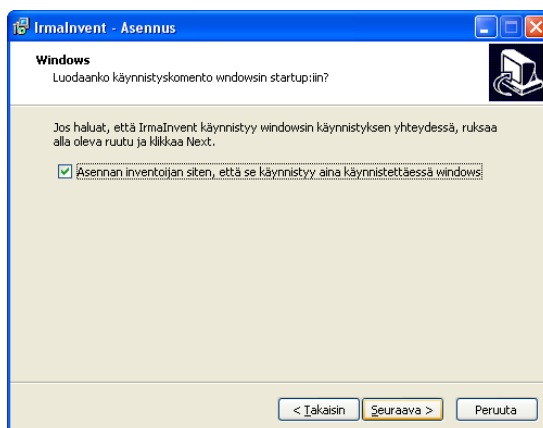 IrmaInvent - Asennus
Windows
Luodaanko käynnistyskomento wndowsin startup:iin?
Jos haluat, että IrmaInvent käynnistyy windowsin käynnistyksen yhteydessä, ruksaa
alla oleva ruutu ja klikkaa Next.
Asennan inventoijan siten, että se käynnistyy aina käynnistettäessä windows
< Takaisin
Seuraava >
Peruuta